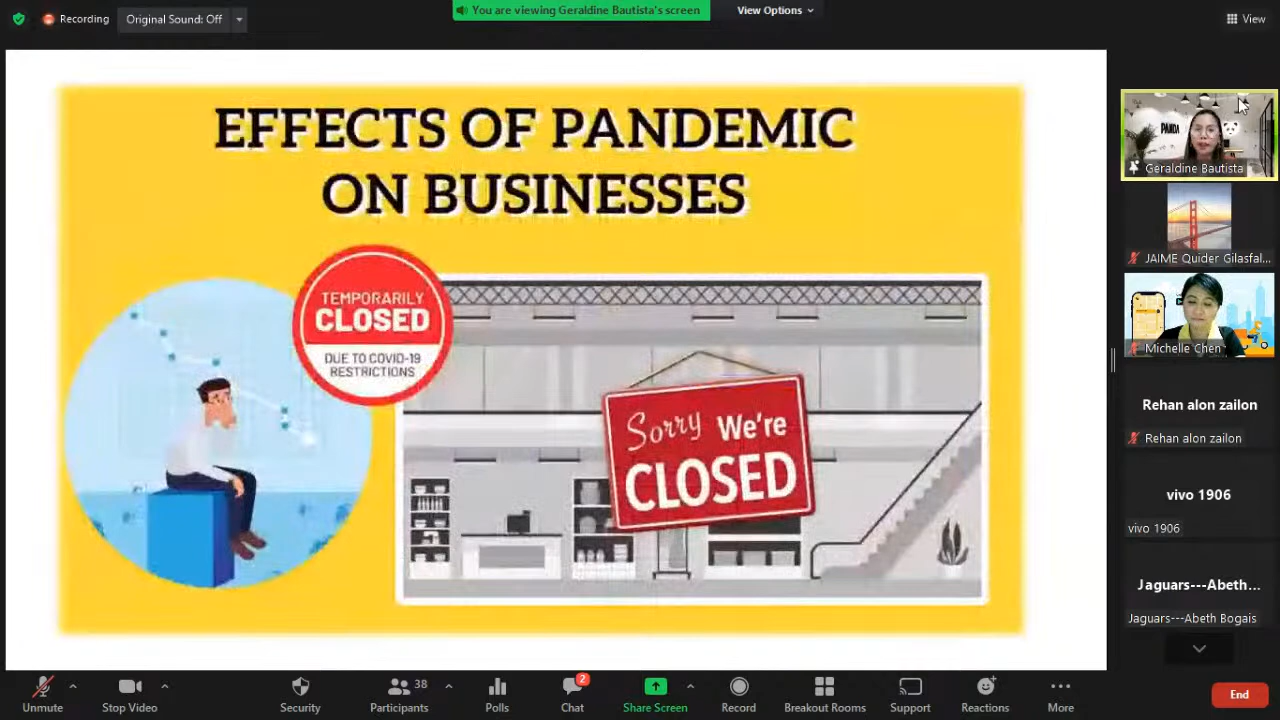 Recording
Original Sound: Off
You are viewing Geraldine Bautista's screen
View Options
View
EFFECTS OF PANDEMIC
ON BUSINESSES
TEMPORARILY
CLOSED
DUE TO COVID-19
RESTRICTIONS
Sorry We're
CLOSED
PANDA
Geraldine Bautista
JAIME Quider Gilasfal...
Michelle Chen
Rehan alon zailon
Rehan alon zailon
vivo 1906
vivo 1906
Jaguars---Abeth...
Jaguars---Abeth Bogais
Unmute
Stop Video
Security
38
Participants
Polls
2
Chat
Share Screen
Record
Breakout Rooms
Support
Reactions
More
End